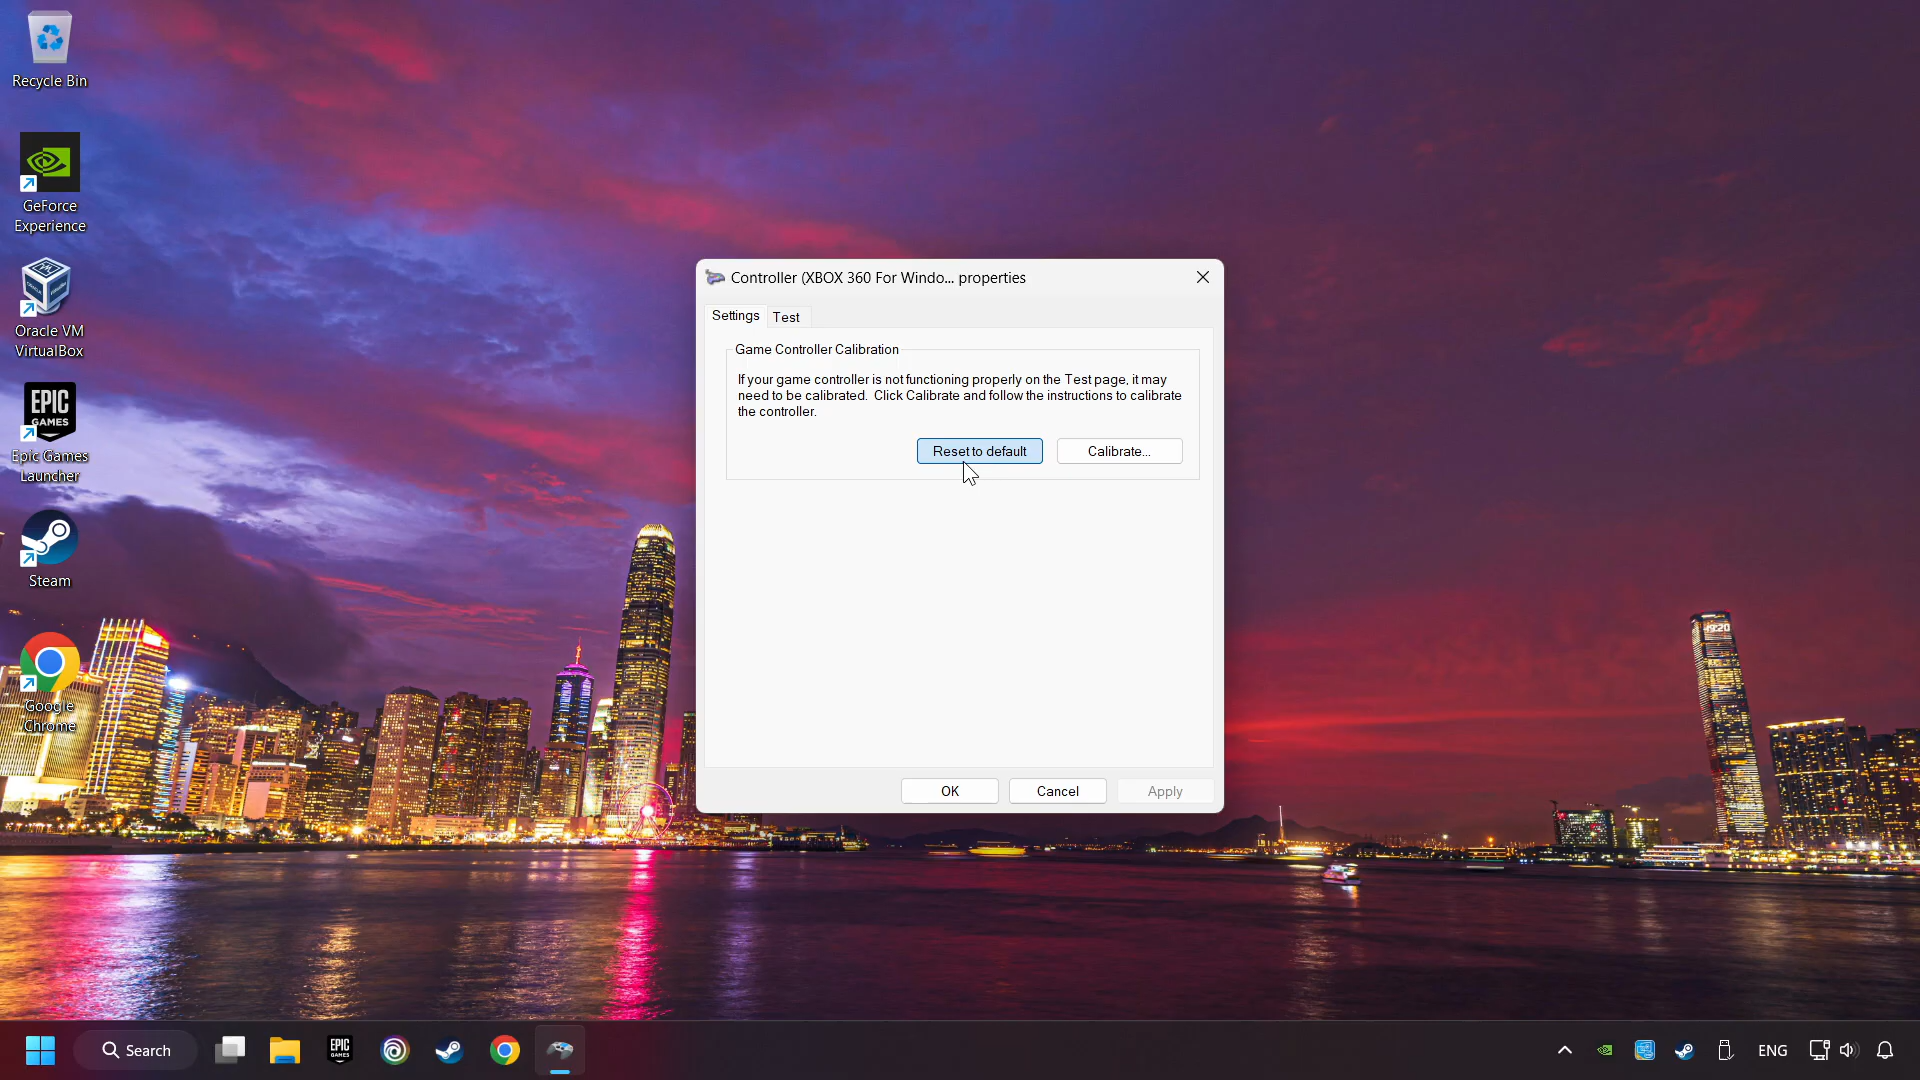 Recycle Bin
GeForce
Experience
Oracle VM
VirtualBox
EPIC
GAMES
Epic Games
Launcher
Steam
Google
Chrome
Controller (XBOX 360 For Windo... properties
Settings
Test
Game Controller Calibration
If your game controller is not functioning properly on the Test page, it may
need to be calibrated. Click Calibrate and follow the instructions to calibrate
the controller.
Reset to default
Calibrate...
OK
Cancel
Apply
19:20
Search
EPIC
GAMES
ENG